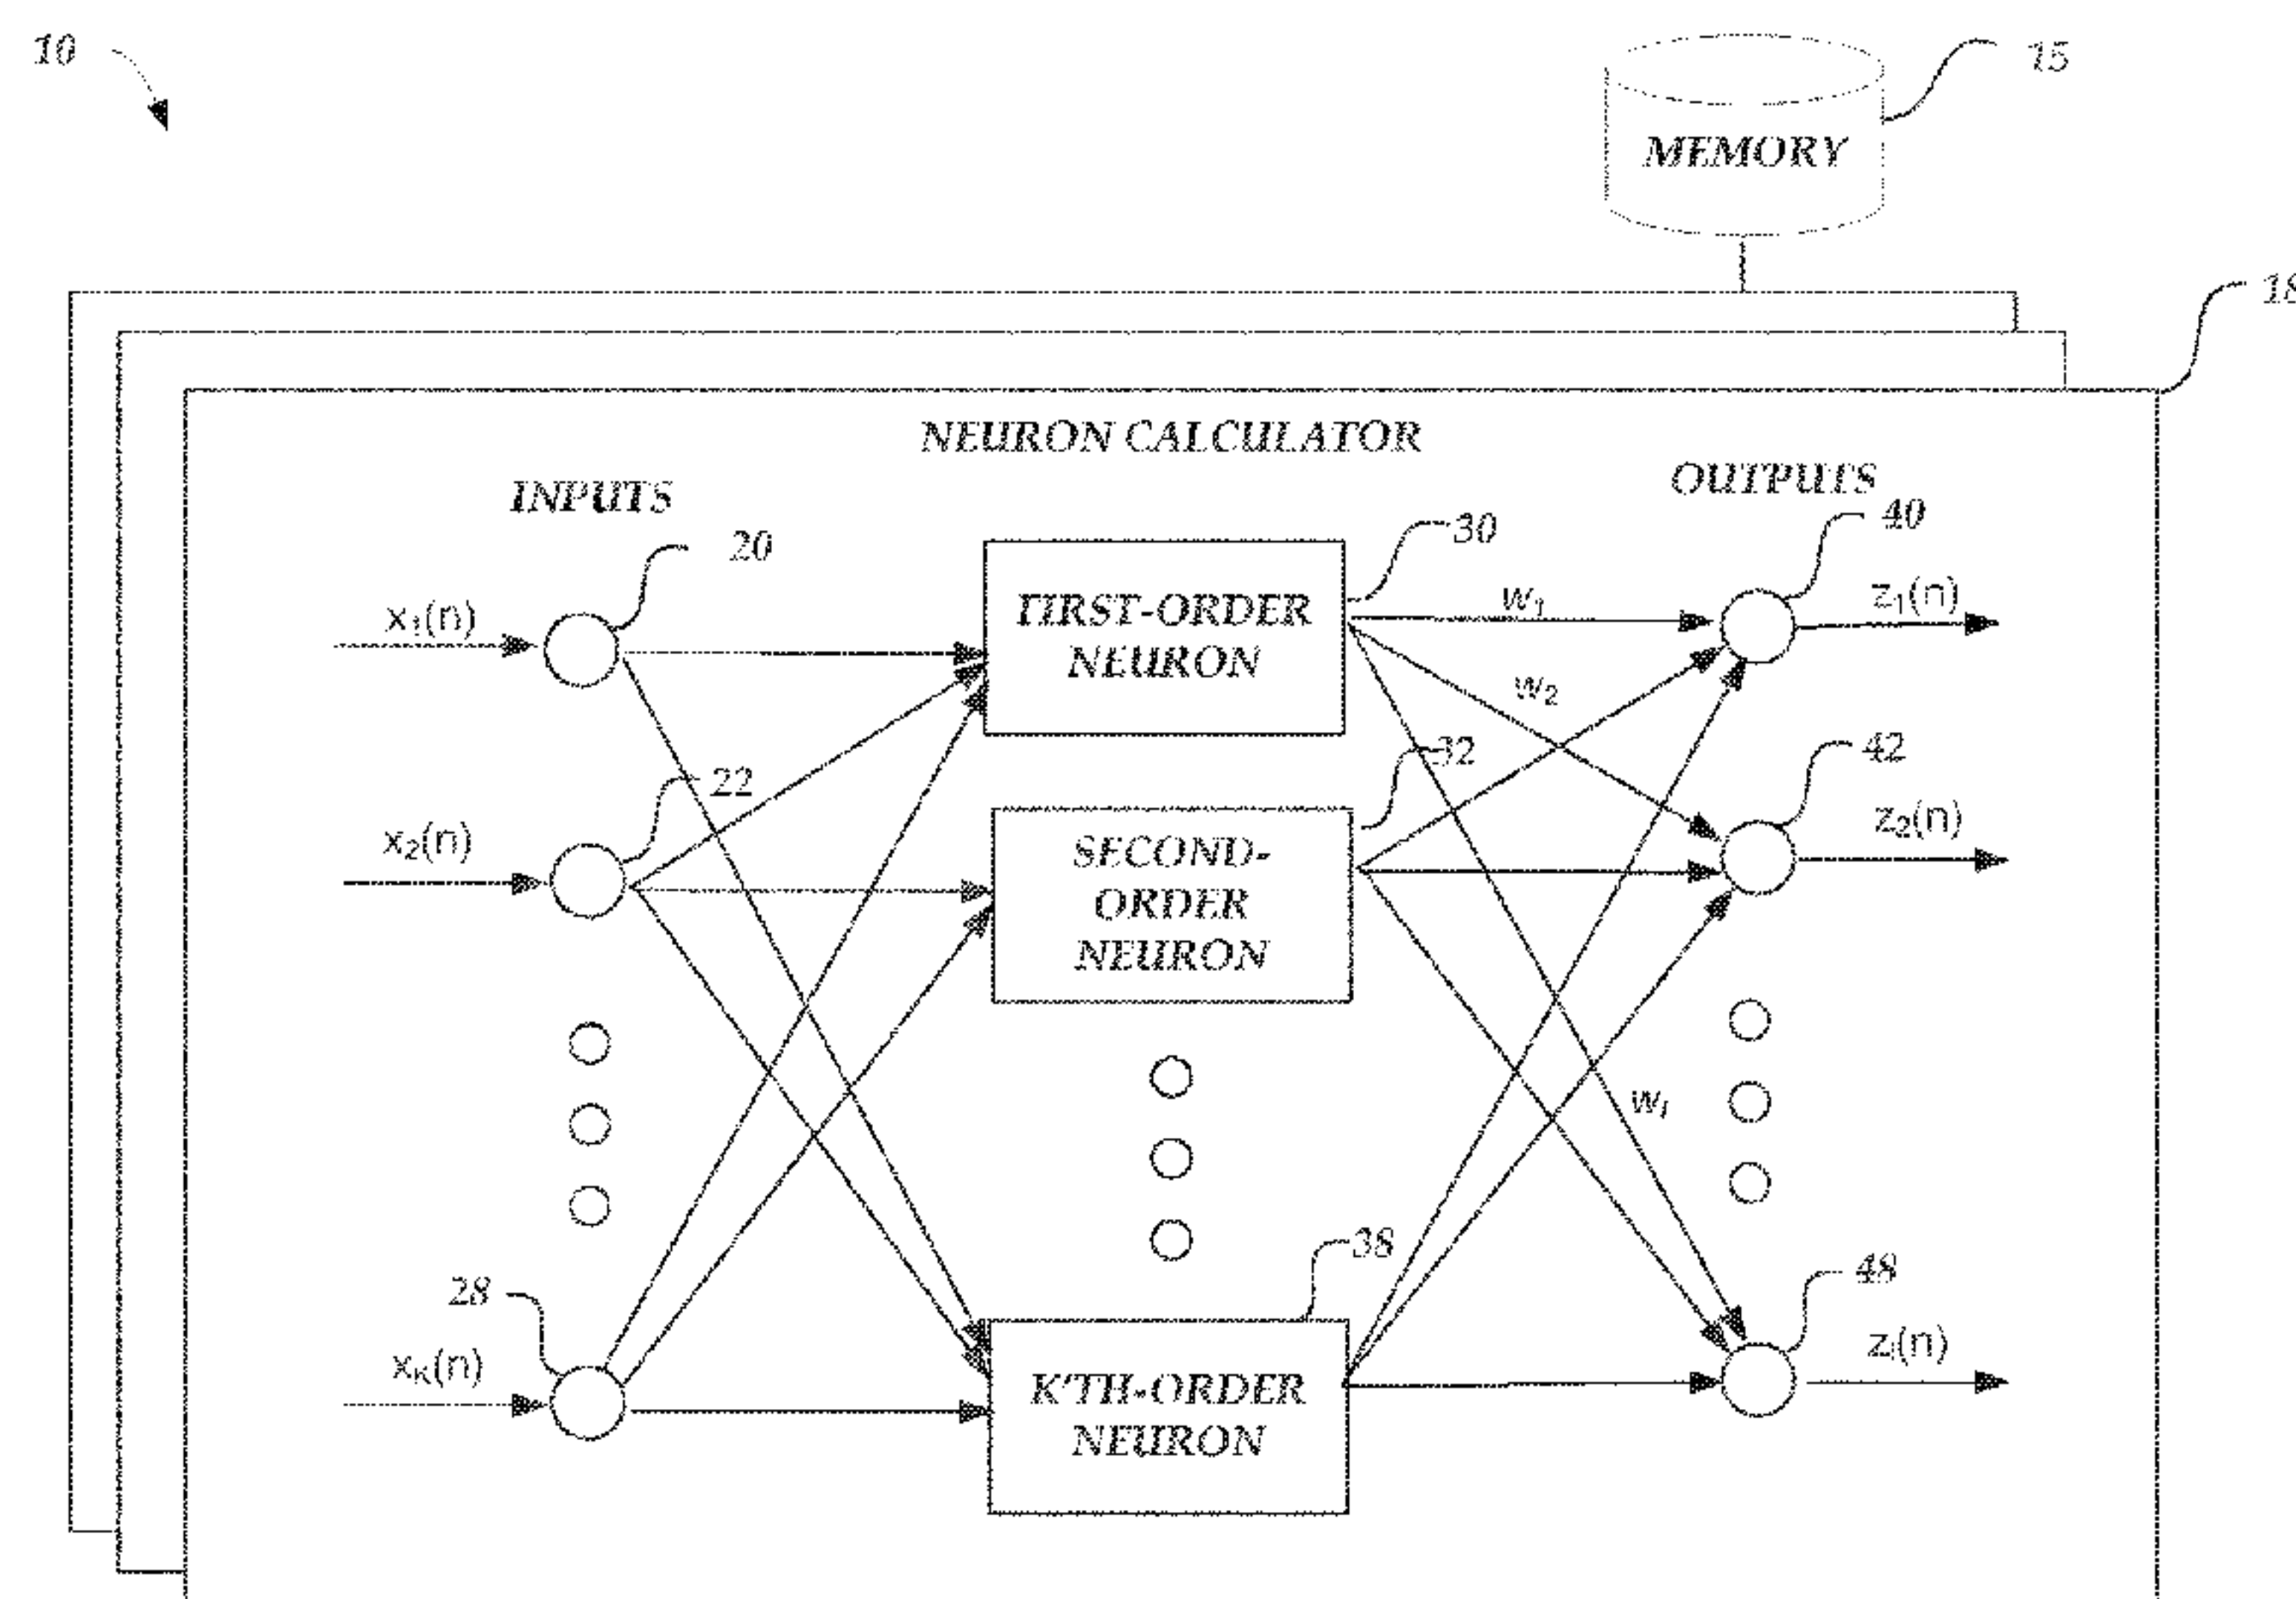 10
15
MEMORY
18
NEURON CALCULATOR
INPUTS
OUTPUTS
20
30
40
x₁(n)
FIRST-ORDER
NEURON
w₁
z₁(n)
w₂
22
32
42
x₂(n)
SECOND-
ORDER
NEURON
z₂(n)
wᵢ
28
38
48
xₖ(n)
K'TH-ORDER
NEURON
zᵢ(n)